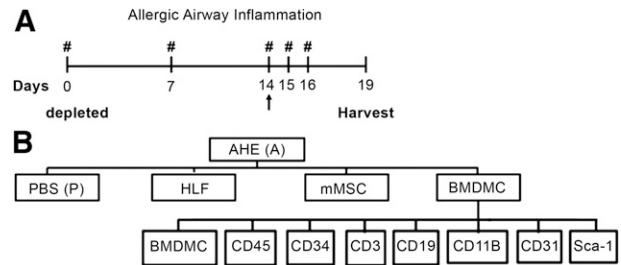 A
Allergic Airway Inflammation
# # # # #
Days 0 7 14 15 16 19
depleted Harvest
B
AHE (A)
PBS (P) HLF mMSC BMDMC
BMDMC CD45 CD34 CD3 CD19 CD11B CD31 Sca-1